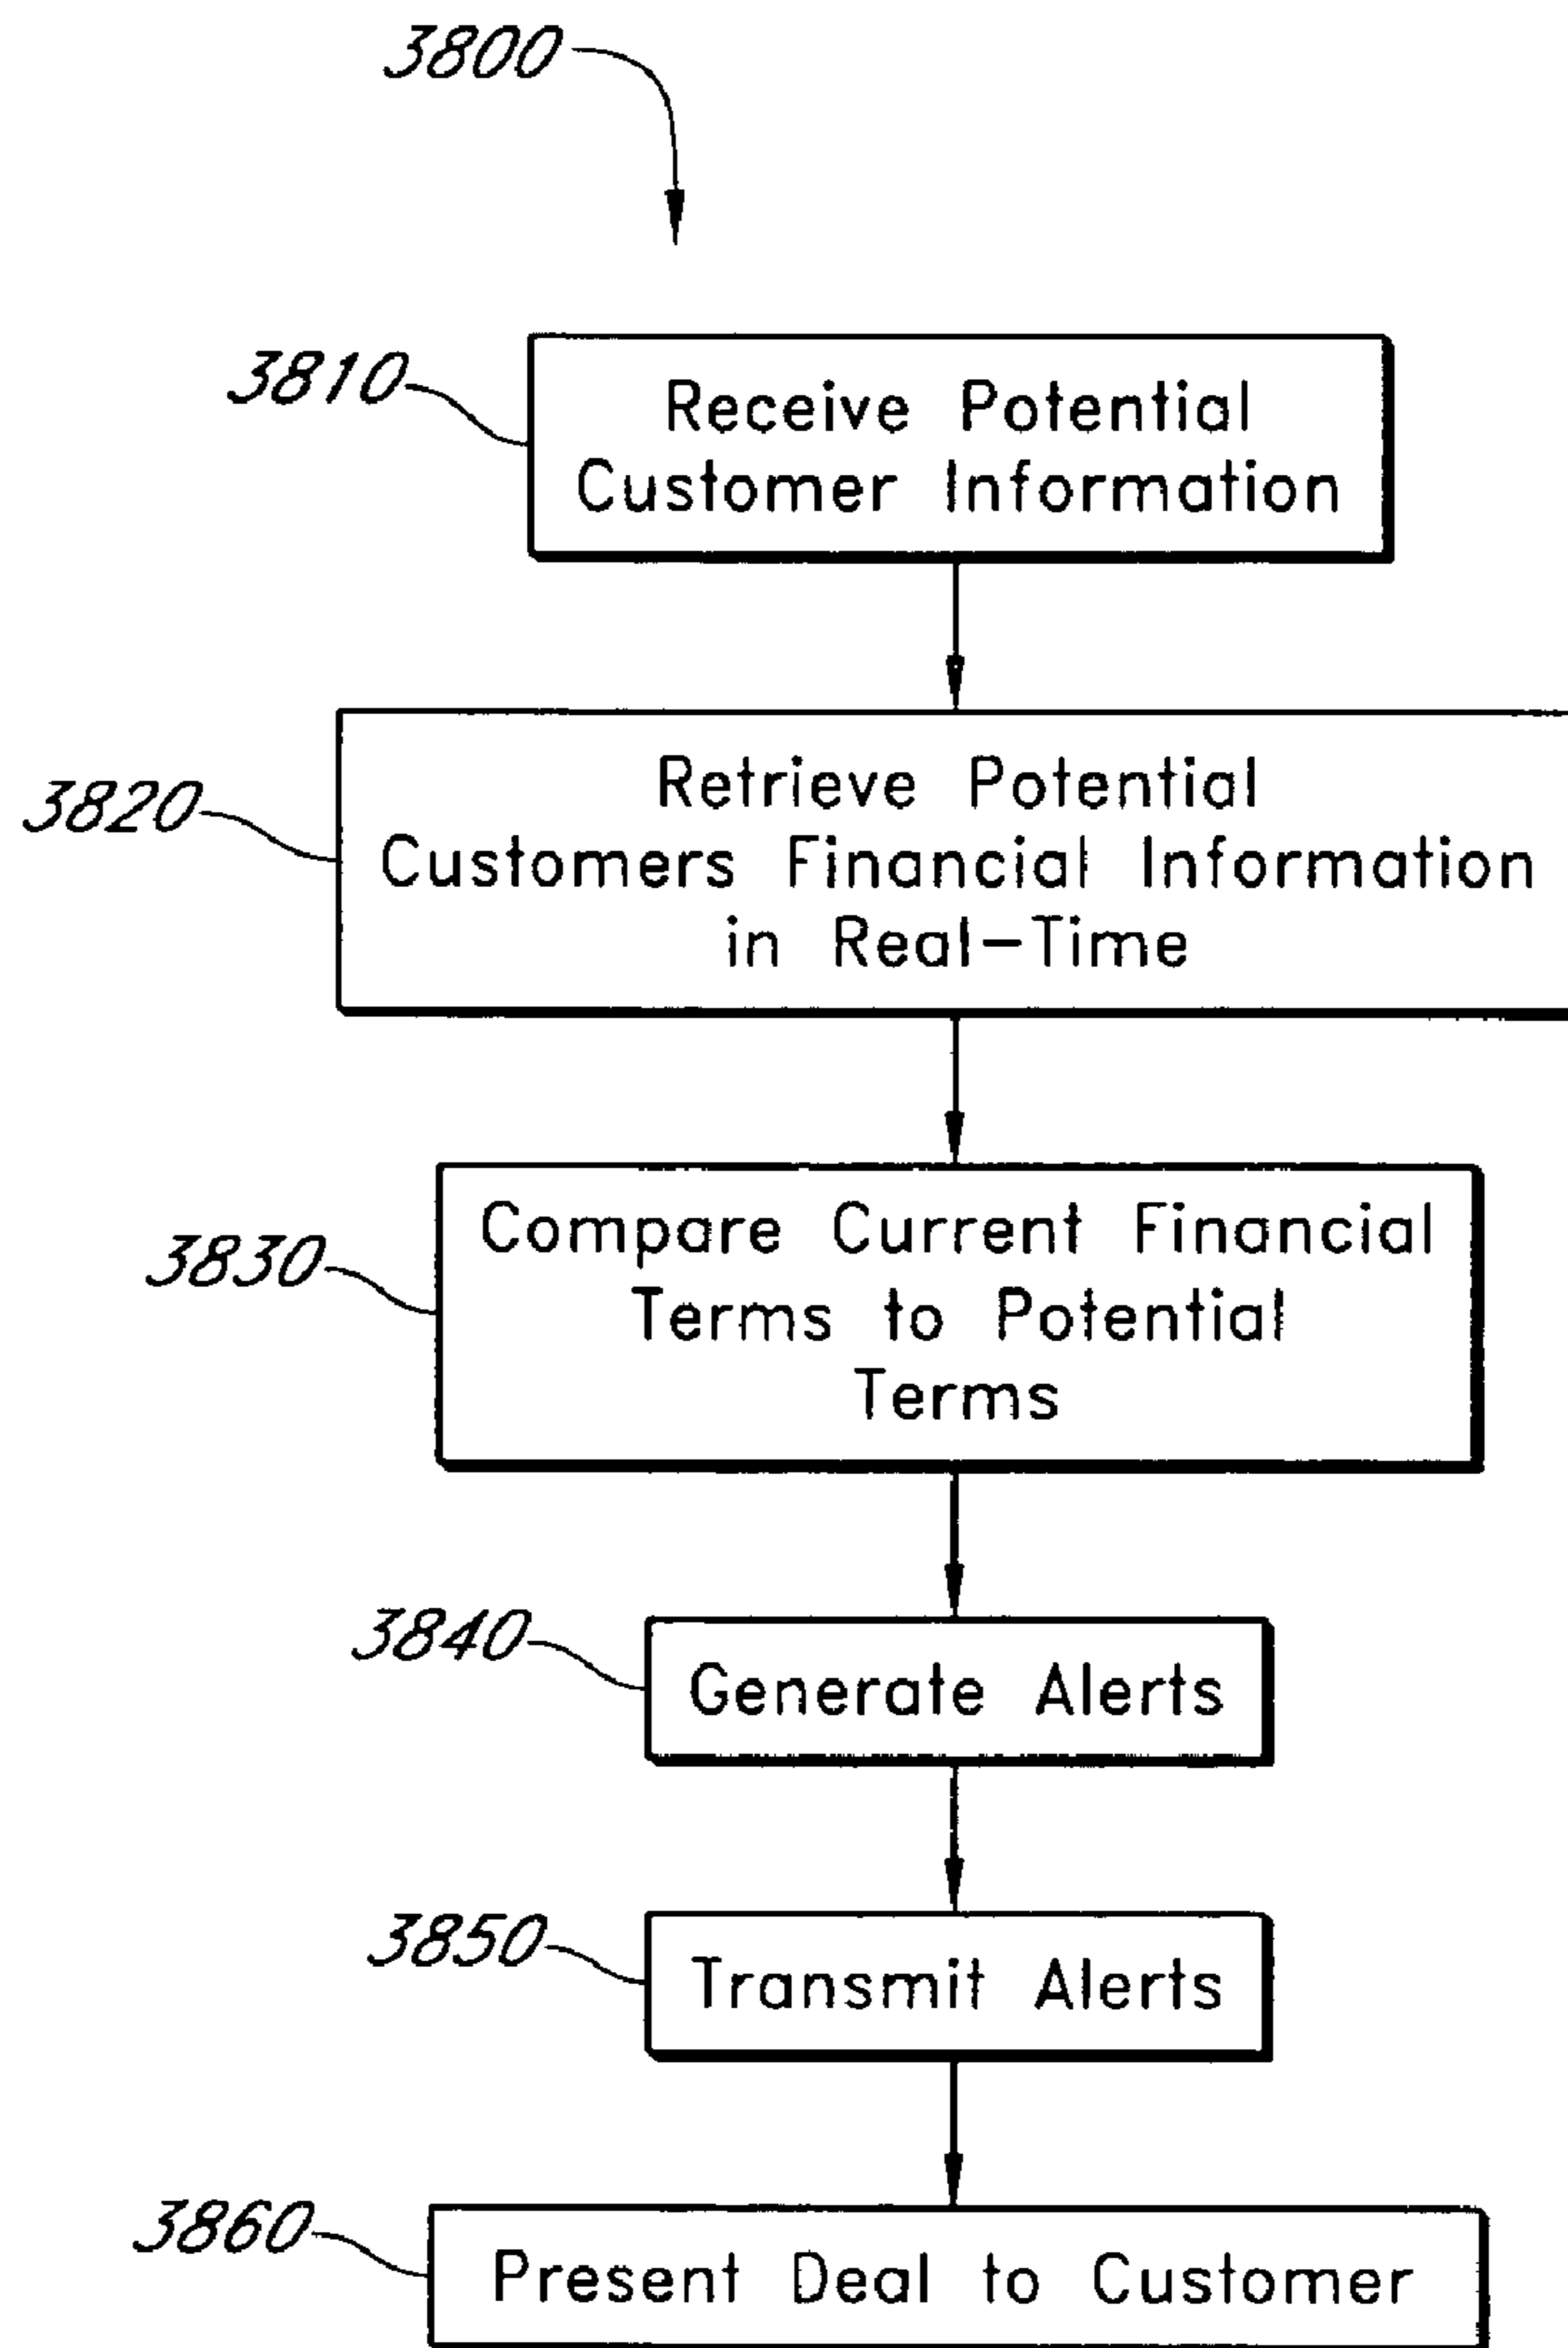 3800
3810
Receive Potential
Customer Information
3820
Retrieve Potential
Customers Financial Information
in Real-Time
3830
Compare Current Financial
Terms to Potential
Terms
3840
Generate Alerts
3850
Transmit Alerts
3860
Present Deal to Customer